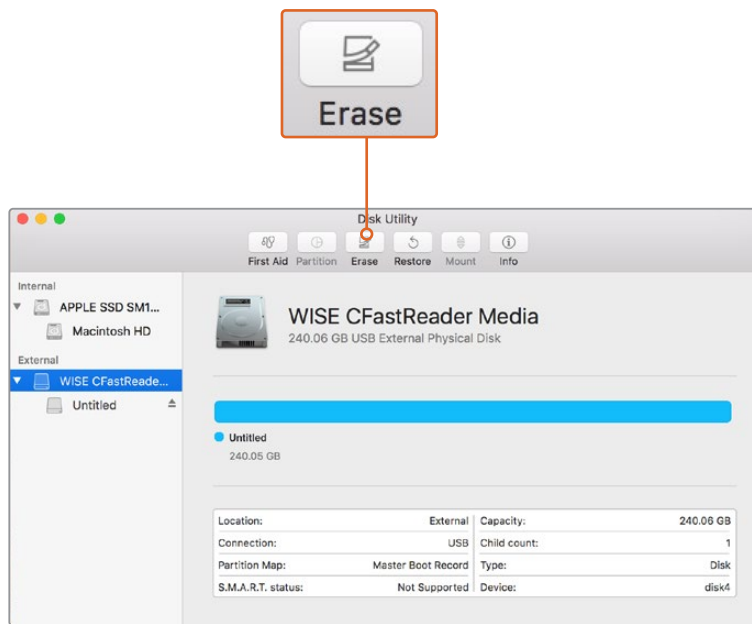 Erase
Disk Utility
First Aid Partition Erase Restore Mount Info
Internal
APPLE SSD SM1...
Macintosh HD
External
WISE CFastReade...
Untitled
WISE CFastReader Media
240.06 GB USB External Physical Disk
Untitled
240.05 GB
Location: External Capacity: 240.06 GB
Connection: USB Child count: 1
Partition Map: Master Boot Record Type: Disk
S.M.A.R.T. status: Not Supported Device: disk4